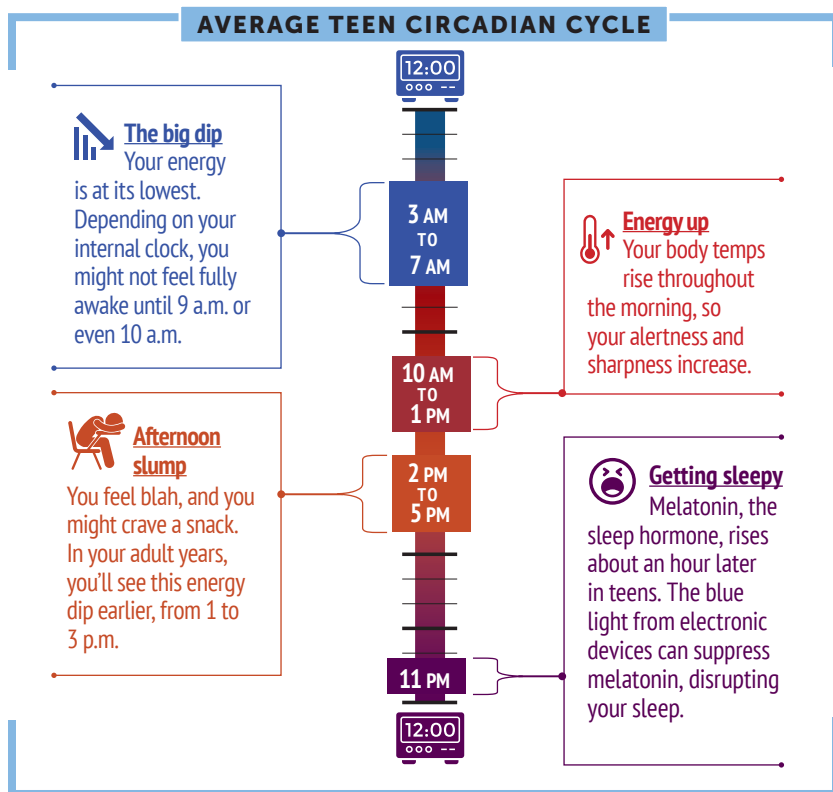 AVERAGE TEEN CIRCADIAN CYCLE
12:00
The big dip
Your energy
is at its lowest.
Depending on your
internal clock, you
might not feel fully
awake until 9 a.m. or
even 10 a.m.
3 AM
TO
7 AM
Energy up
Your body temps
rise throughout
the morning, so
your alertness and
sharpness increase.
10 AM
TO
1 PM
Afternoon
slump
You feel blah, and you
might crave a snack.
In your adult years,
you’ll see this energy
dip earlier, from 1 to
3 p.m.
2 PM
TO
5 PM
Getting sleepy
Melatonin, the
sleep hormone, rises
about an hour later
in teens. The blue
light from electronic
devices can suppress
melatonin, disrupting
your sleep.
11 PM
12:00